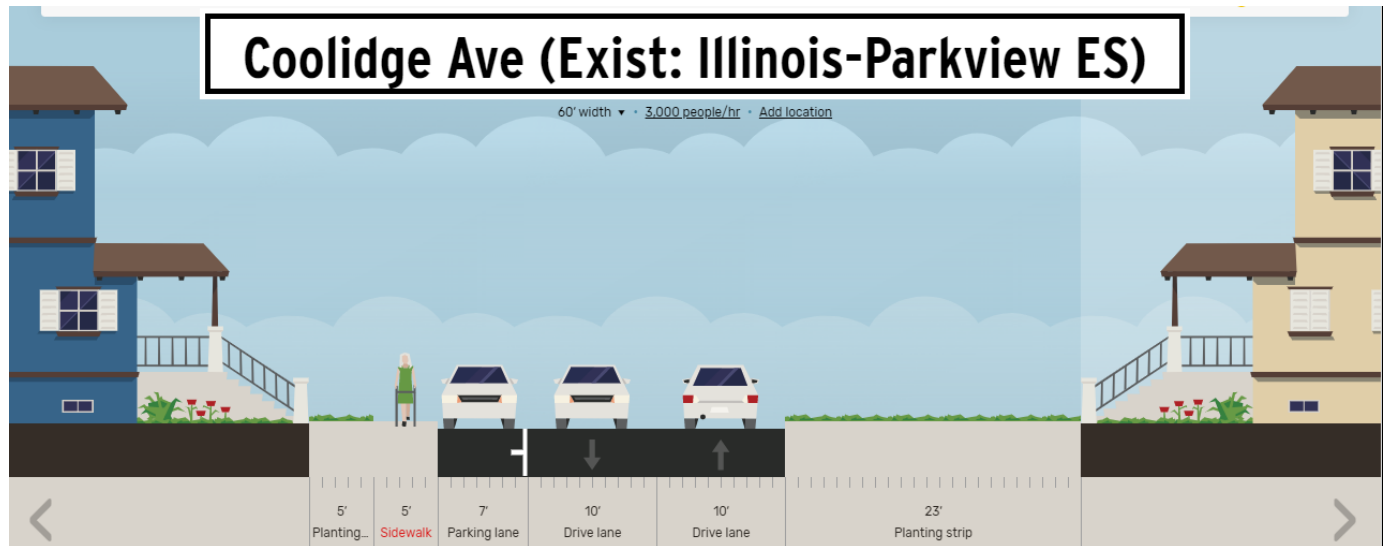 Coolidge Ave (Exist: Illinois-Parkview ES)
60' width ▾ · 3,000 people/hr · Add location
5' 5' 7' 10' 10' 23'
Planting... Sidewalk Parking lane Drive lane Drive lane Planting strip